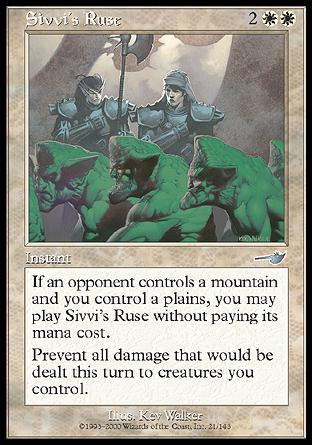 Sivvi's Ruse 2
Instant
If an opponent controls a mountain
and you control a plains, you may
play Sivvi's Ruse without paying its
mana cost.
Prevent all damage that would be
dealt this turn to creatures you
control.
Illus. Kev Walker
©1993–2000 Wizards of the Coast, Inc. 21/143